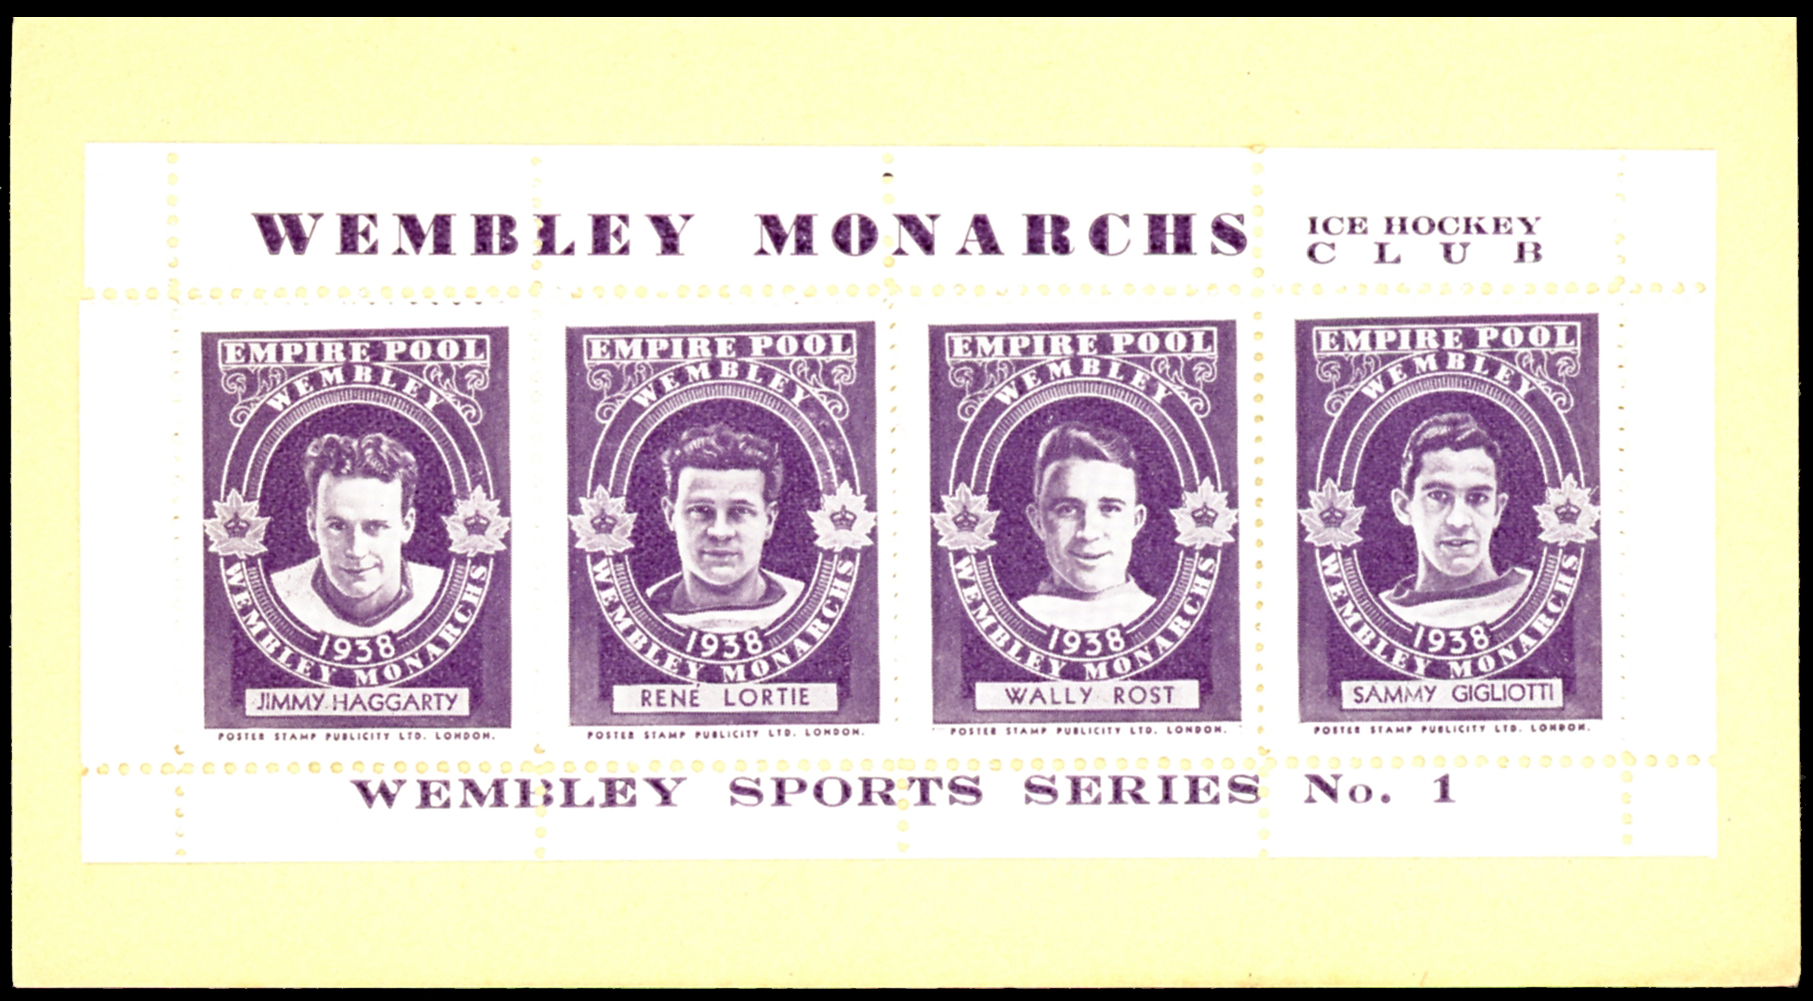 WEMBLEY MONARCHS ICE HOCKEY
CLUB
EMPIRE POOL
WEMBLEY
1938
WEMBLEY MONARCHS
JIMMY HAGGARTY
POSTER STAMP PUBLICITY LTD. LONDON.
EMPIRE POOL
WEMBLEY
1938
WEMBLEY MONARCHS
RENÉ LORTIE
POSTER STAMP PUBLICITY LTD. LONDON.
EMPIRE POOL
WEMBLEY
1938
WEMBLEY MONARCHS
WALLY ROST
POSTER STAMP PUBLICITY LTD. LONDON.
EMPIRE POOL
WEMBLEY
1938
WEMBLEY MONARCHS
SAMMY GIGLIOTTI
POSTER STAMP PUBLICITY LTD. LONDON.
WEMBLEY SPORTS SERIES No. 1